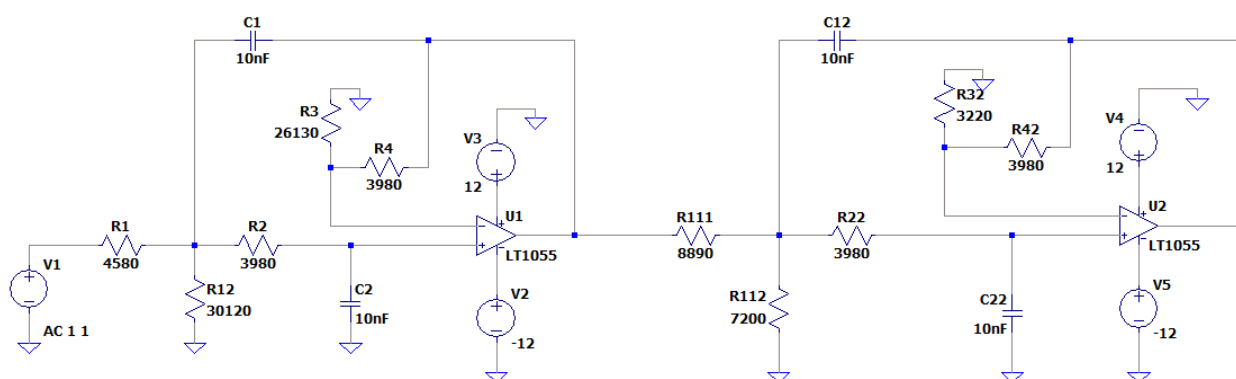 C1
10nF
C12
10nF
R3
26130
R4
3980
V3
12
R32
3220
R42
3980
V4
12
U1
LT1055
U2
LT1055
R1
4580
R2
3980
R111
8890
R22
3980
V1
AC 1 1
R12
30120
C2
10nF
V2
-12
R112
7200
C22
10nF
V5
-12